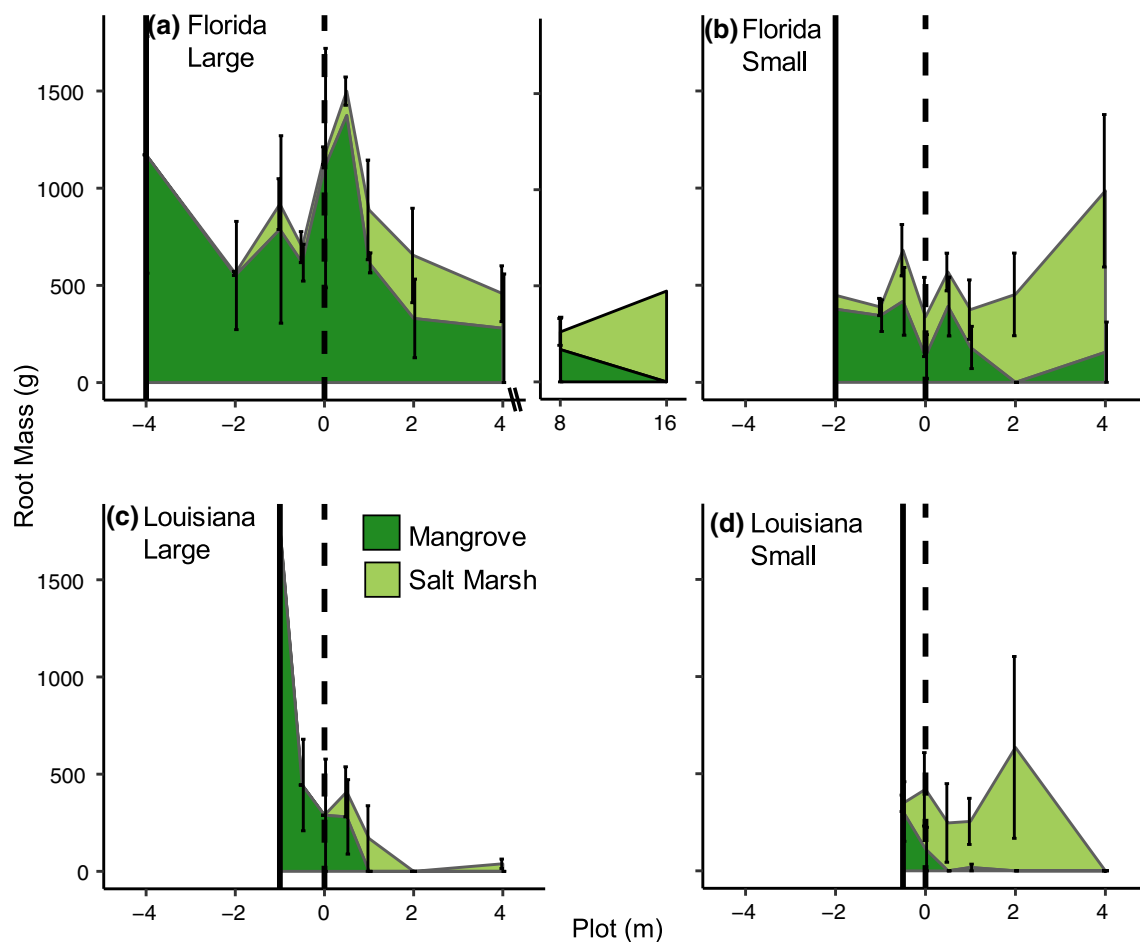 (a) Florida
Large
(b) Florida
Small
1500
1000
500
0
−4 −2 0 2 4
8 16
−4 −2 0 2 4
Root Mass (g)
(c) Louisiana
Large
Mangrove
Salt Marsh
(d) Louisiana
Small
1500
1000
500
0
−4 −2 0 2 4
−4 −2 0 2 4
Plot (m)